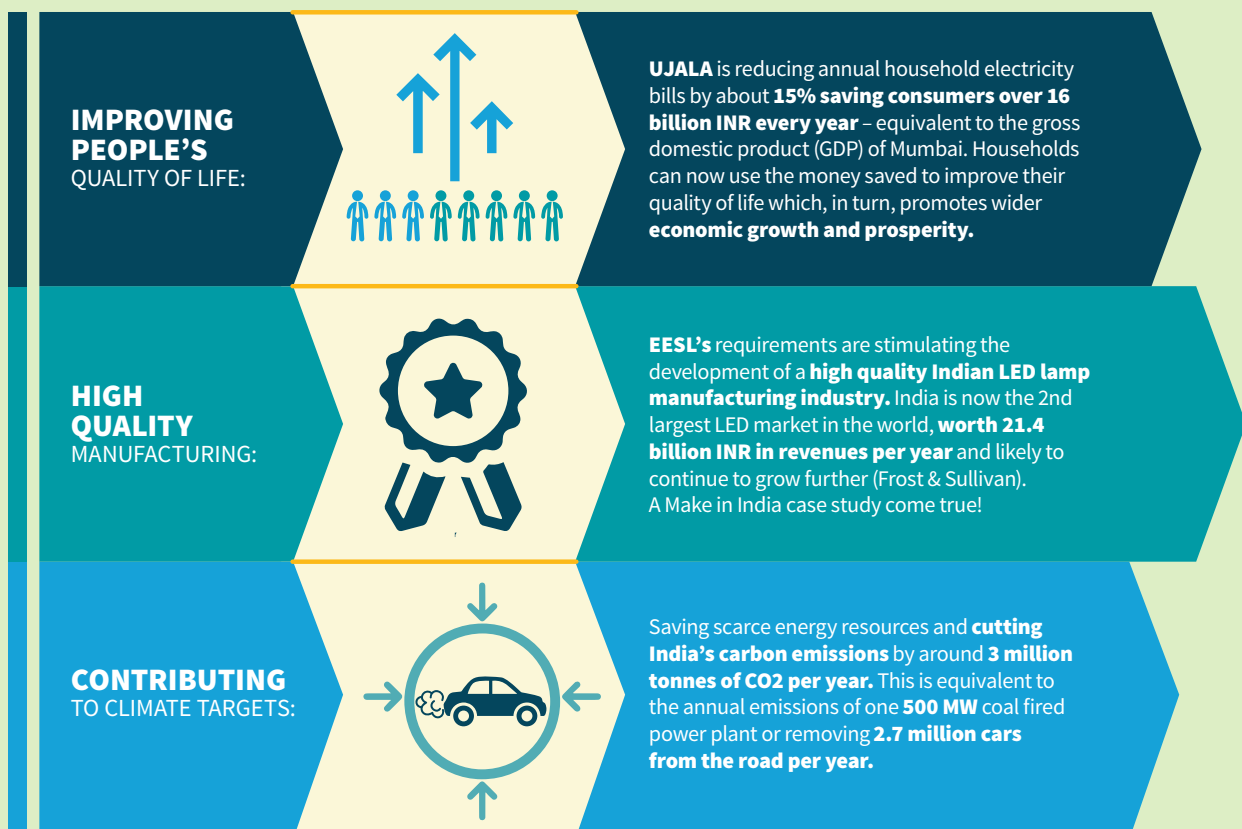 IMPROVING
PEOPLE’S
QUALITY OF LIFE:
UJALA is reducing annual household electricity
bills by about 15% saving consumers over 16
billion INR every year – equivalent to the gross
domestic product (GDP) of Mumbai. Households
can now use the money saved to improve their
quality of life which, in turn, promotes wider
economic growth and prosperity.
HIGH
QUALITY
MANUFACTURING:
EESL’s requirements are stimulating the
development of a high quality Indian LED lamp
manufacturing industry. India is now the 2nd
largest LED market in the world, worth 21.4
billion INR in revenues per year and likely to
continue to grow further (Frost & Sullivan).
A Make in India case study come true!
CONTRIBUTING
TO CLIMATE TARGETS:
Saving scarce energy resources and cutting
India’s carbon emissions by around 3 million
tonnes of CO2 per year. This is equivalent to
the annual emissions of one 500 MW coal fired
power plant or removing 2.7 million cars
from the road per year.